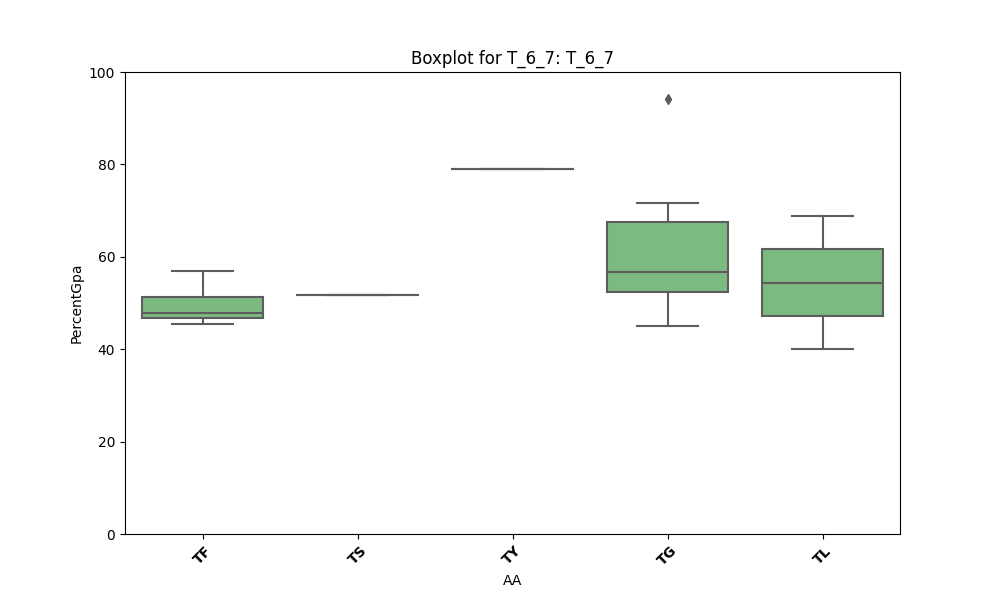 Boxplot for T_6_7: T_6_7
100
80
60
40
20
0
PercentGpa
TF
TS
TY
TG
TL
AA